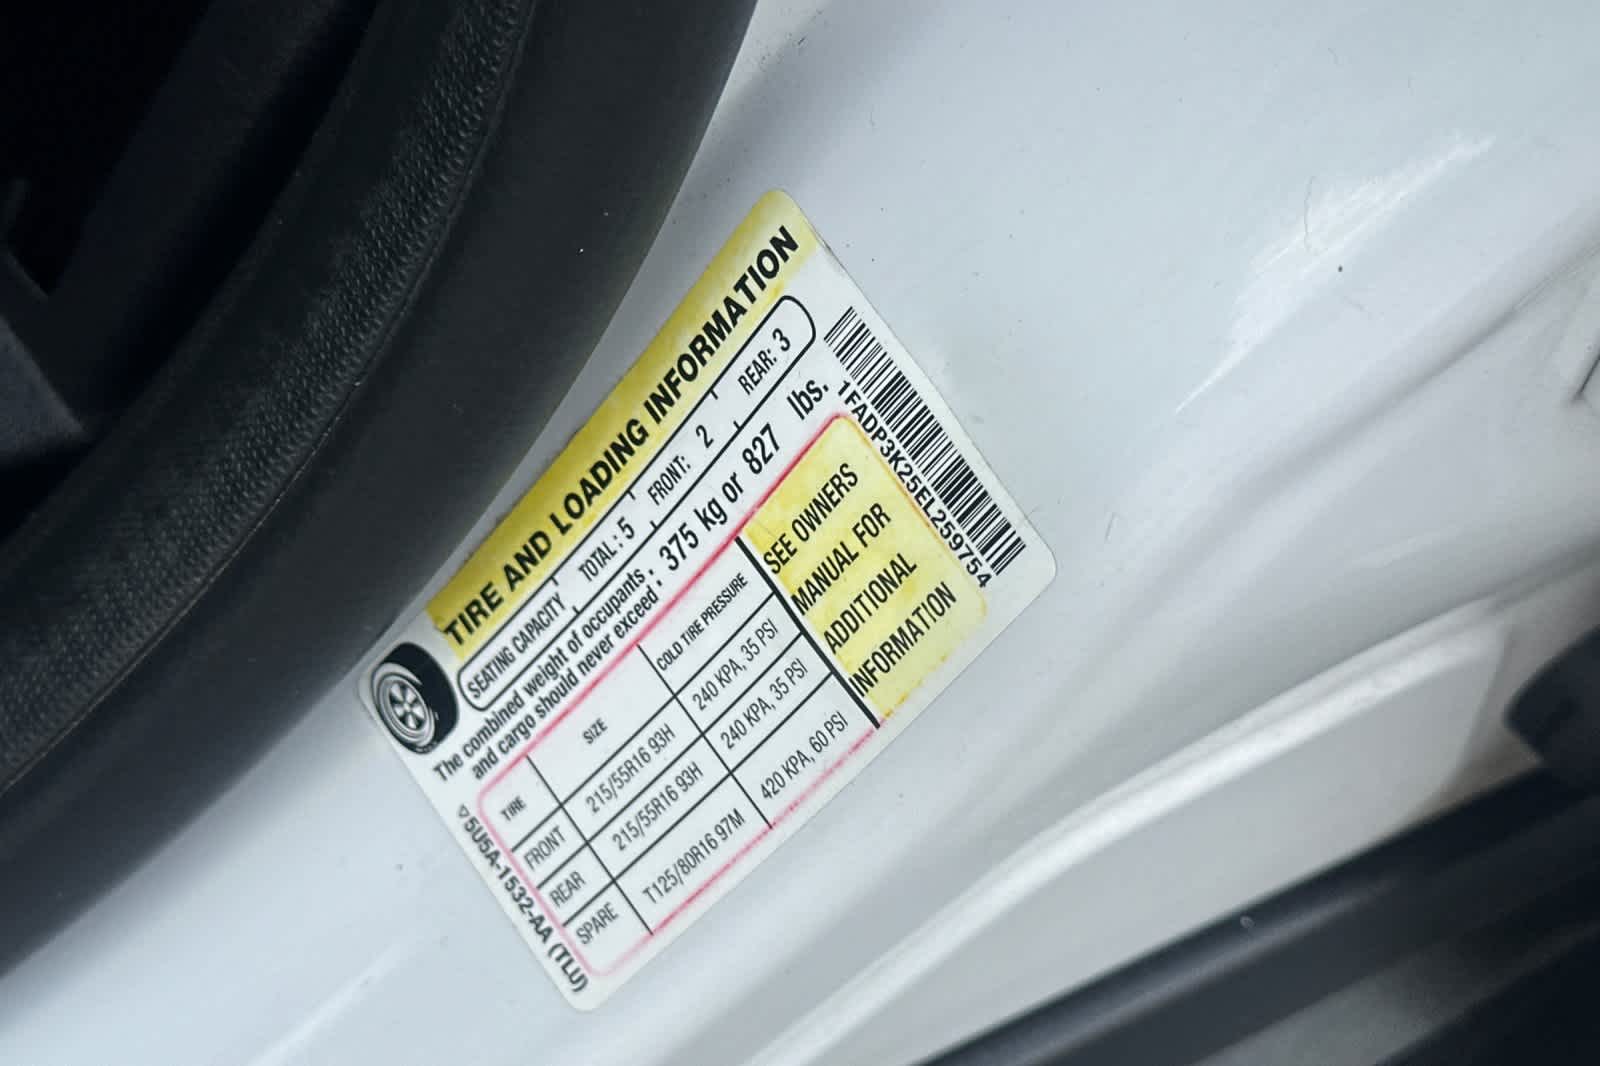 TIRE AND LOADING INFORMATION
SEATING CAPACITY TOTAL: 5 FRONT: 2 REAR: 3
The combined weight of occupants
and cargo should never exceed: 375 kg or 827 lbs.
TIRE SIZE COLD TIRE PRESSURE
FRONT 215/55R16 93H 240 KPA, 35 PSI
REAR 215/55R16 93H 240 KPA, 35 PSI
SPARE T125/80R16 97M 420 KPA, 60 PSI
SEE OWNERS
MANUAL FOR
ADDITIONAL
INFORMATION
5U5A-1532-AA (TLU)
1FADP3K25EL259754